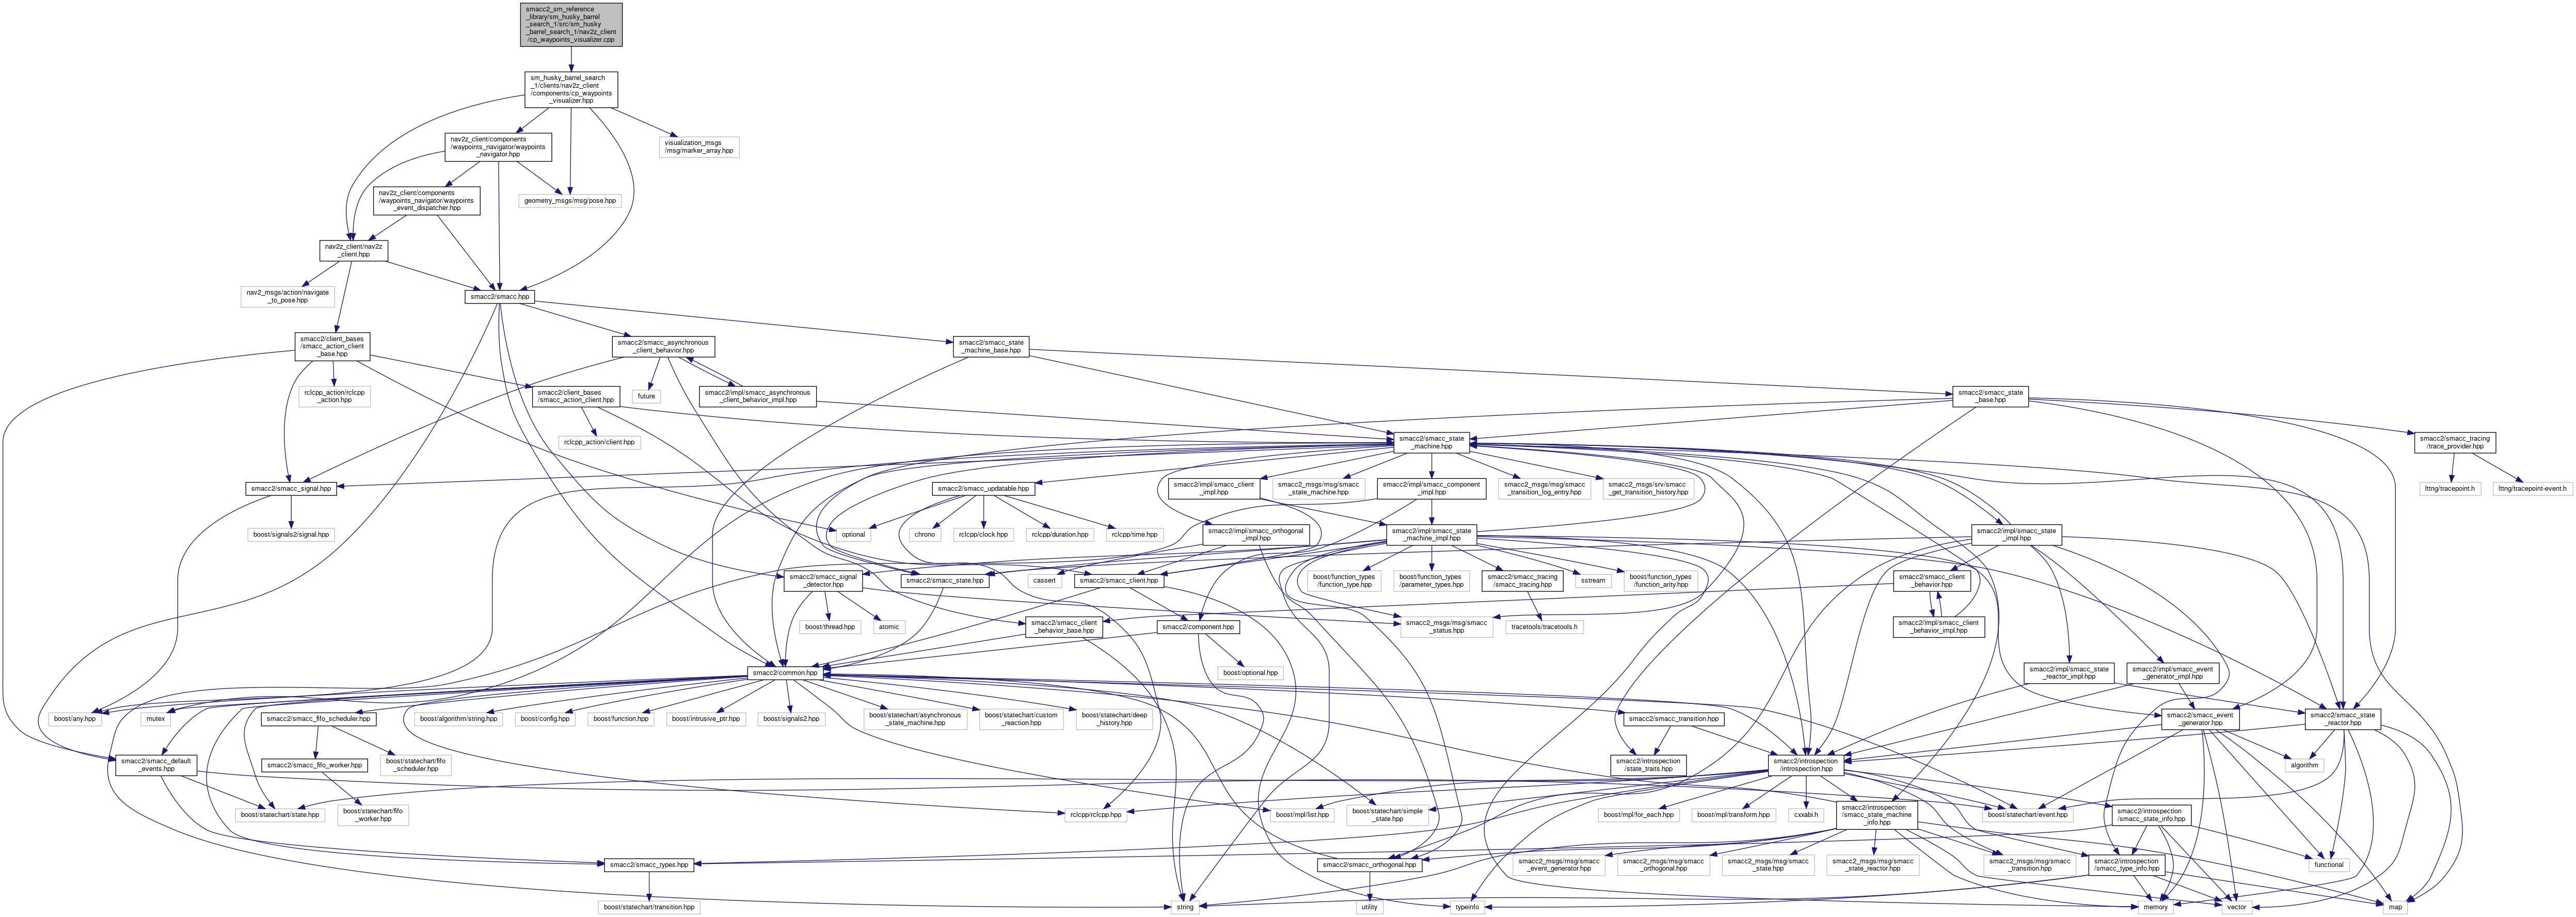 smacc2_sm_reference
_library/sm_husky_barrel
_search_1/src/sm_husky
_barrel_search_1/nav2z_client
/cp_waypoints_visualizer.cpp
sm_husky_barrel_search
_1/clients/nav2z_client
/components/cp_waypoints
_visualizer.hpp
nav2z_client/components
/waypoints_navigator/waypoints
_navigator.hpp
visualization_msgs
/msg/marker_array.hpp
nav2z_client/components
/waypoints_navigator/waypoints
_event_dispatcher.hpp
geometry_msgs/msg/pose.hpp
nav2z_client/nav2z
_client.hpp
nav2_msgs/action/navigate
_to_pose.hpp
smacc2/smacc.hpp
smacc2/client_bases
/smacc_action_client
_base.hpp
smacc2/smacc_asynchronous
_client_behavior.hpp
smacc2/smacc_state
_machine_base.hpp
rclcpp_action/rclcpp
_action.hpp
smacc2/client_bases
/smacc_action_client.hpp
future
smacc2/impl/smacc_asynchronous
_client_behavior_impl.hpp
smacc2/smacc_state
_base.hpp
rclcpp_action/client.hpp
smacc2/smacc_state
_machine.hpp
smacc2/smacc_tracing
/trace_provider.hpp
smacc2/smacc_signal.hpp
smacc2/smacc_updatable.hpp
smacc2/impl/smacc_client
_impl.hpp
smacc2_msgs/msg/smacc
_state_machine.hpp
smacc2/impl/smacc_component
_impl.hpp
smacc2_msgs/msg/smacc
_transition_log_entry.hpp
smacc2_msgs/srv/smacc
_get_transition_history.hpp
lttng/tracepoint.h
lttng/tracepoint-event.h
boost/signals2/signal.hpp
optional
chrono
rclcpp/clock.hpp
rclcpp/duration.hpp
rclcpp/time.hpp
smacc2/impl/smacc_orthogonal
_impl.hpp
smacc2/impl/smacc_state
_machine_impl.hpp
smacc2/impl/smacc_state
_impl.hpp
smacc2/smacc_signal
_detector.hpp
smacc2/smacc_state.hpp
cassert
smacc2/smacc_client.hpp
boost/function_types
/function_type.hpp
boost/function_types
/parameter_types.hpp
smacc2/smacc_tracing
/smacc_tracing.hpp
sstream
boost/function_types
/function_arity.hpp
smacc2/smacc_client
_behavior.hpp
boost/thread.hpp
atomic
smacc2/smacc_client
_behavior_base.hpp
smacc2/component.hpp
smacc2_msgs/msg/smacc
_status.hpp
tracetools/tracetools.h
smacc2/impl/smacc_client
_behavior_impl.hpp
smacc2/common.hpp
boost/optional.hpp
smacc2/impl/smacc_state
_reactor_impl.hpp
smacc2/impl/smacc_event
_generator_impl.hpp
boost/any.hpp
mutex
smacc2/smacc_fifo_scheduler.hpp
boost/algorithm/string.hpp
boost/config.hpp
boost/function.hpp
boost/intrusive_ptr.hpp
boost/signals2.hpp
boost/statechart/asynchronous
_state_machine.hpp
boost/statechart/custom
_reaction.hpp
boost/statechart/deep
_history.hpp
smacc2/smacc_transition.hpp
smacc2/smacc_event
_generator.hpp
smacc2/smacc_state
_reactor.hpp
smacc2/smacc_default
_events.hpp
smacc2/smacc_fifo_worker.hpp
boost/statechart/fifo
_scheduler.hpp
smacc2/introspection
/state_traits.hpp
smacc2/introspection
/introspection.hpp
algorithm
boost/statechart/state.hpp
boost/statechart/fifo
_worker.hpp
rclcpp/rclcpp.hpp
boost/mpl/list.hpp
boost/statechart/simple
_state.hpp
boost/mpl/for_each.hpp
boost/mpl/transform.hpp
cxxabi.h
smacc2/introspection
/smacc_state_machine
_info.hpp
boost/statechart/event.hpp
smacc2/introspection
/smacc_state_info.hpp
smacc2/smacc_types.hpp
smacc2/smacc_orthogonal.hpp
smacc2_msgs/msg/smacc
_event_generator.hpp
smacc2_msgs/msg/smacc
_orthogonal.hpp
smacc2_msgs/msg/smacc
_state.hpp
smacc2_msgs/msg/smacc
_state_reactor.hpp
smacc2_msgs/msg/smacc
_transition.hpp
smacc2/introspection
/smacc_type_info.hpp
functional
boost/statechart/transition.hpp
string
utility
typeinfo
memory
vector
map